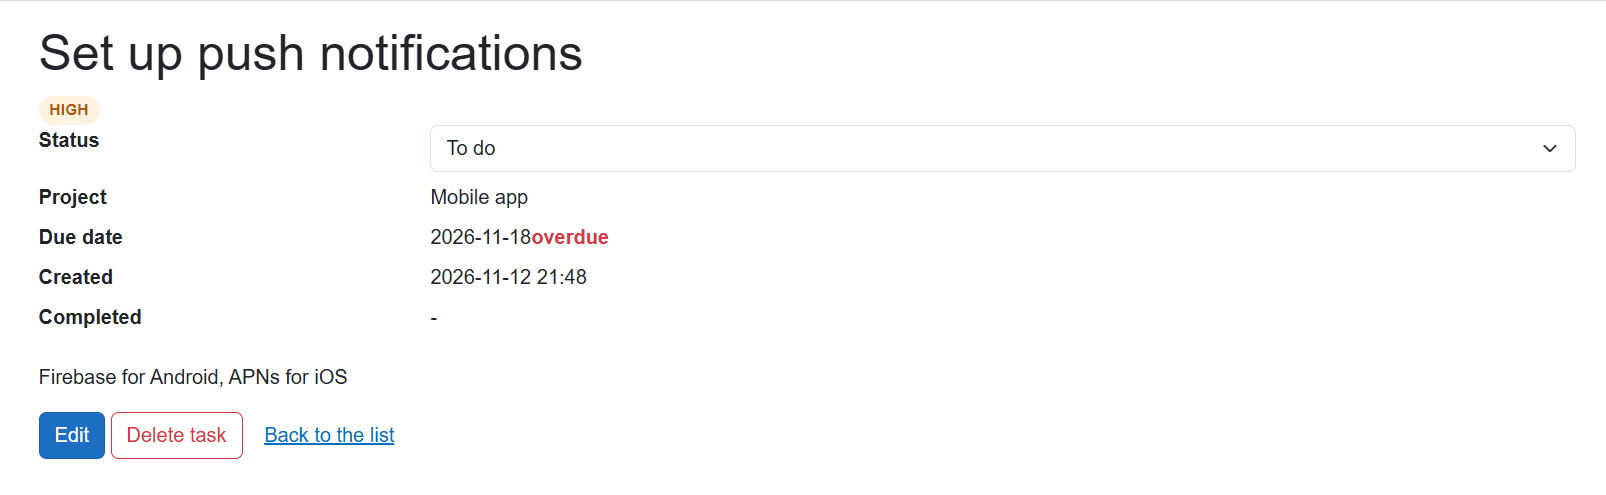 Set up push notifications
HIGH
Status To do
Project Mobile app
Due date 2026-11-18overdue
Created 2026-11-12 21:48
Completed -
Firebase for Android, APNs for iOS
Edit Delete task Back to the list